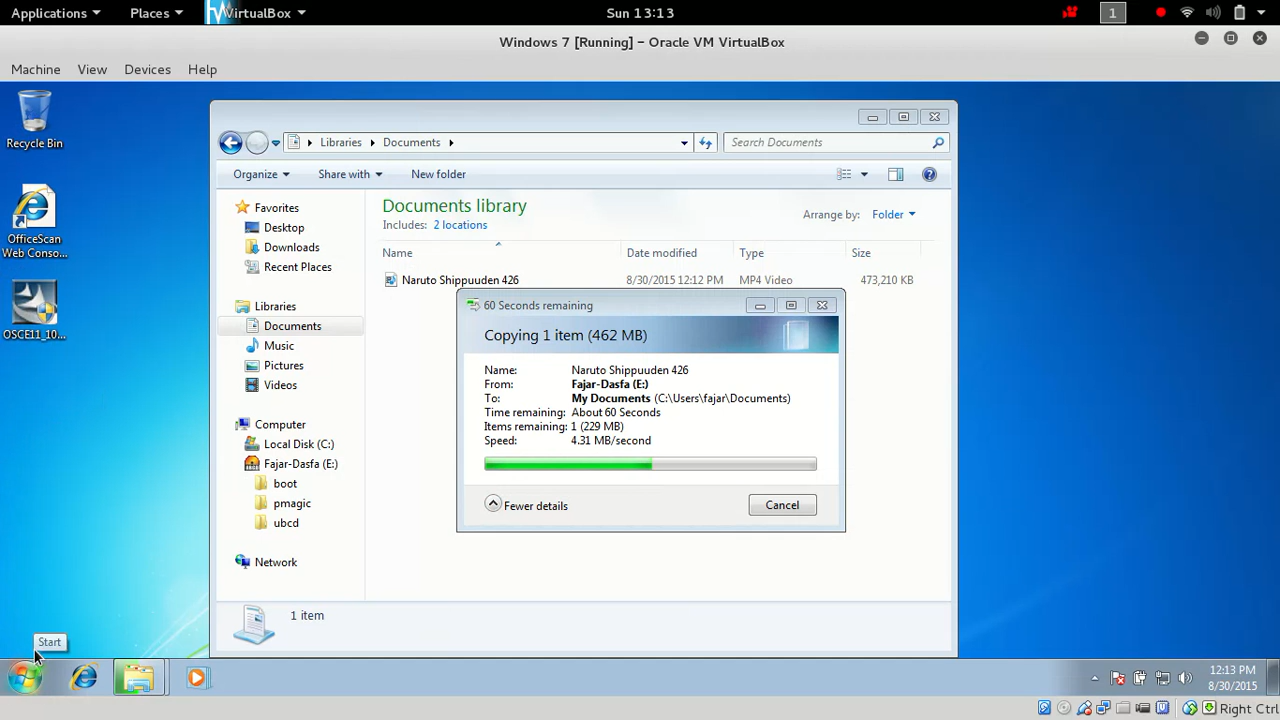 Applications Places VirtualBox Sun 13:13 1
Windows 7 [Running] – Oracle VM VirtualBox
Machine View Devices Help
Recycle Bin
OfficeScan
Web Conso...
OSCE11_10...
Libraries Documents Search Documents
Organize Share with New folder
Favorites
Desktop
Downloads
Recent Places
Libraries
Documents
Music
Pictures
Videos
Computer
Local Disk (C:)
Fajar-Dasfa (E:)
boot
pmagic
ubcd
Network
Documents library
Includes: 2 locations
Arrange by: Folder
Name Date modified Type Size
Naruto Shippuuden 426 8/30/2015 12:12 PM MP4 Video 473,210 KB
60 Seconds remaining
Copying 1 item (462 MB)
Name: Naruto Shippuuden 426
From: Fajar-Dasfa (E:)
To: My Documents (C:\Users\fajar\Documents)
Time remaining: About 60 Seconds
Items remaining: 1 (229 MB)
Speed: 4.31 MB/second
Fewer details Cancel
1 item
Start
12:13 PM
8/30/2015
Right Ctrl